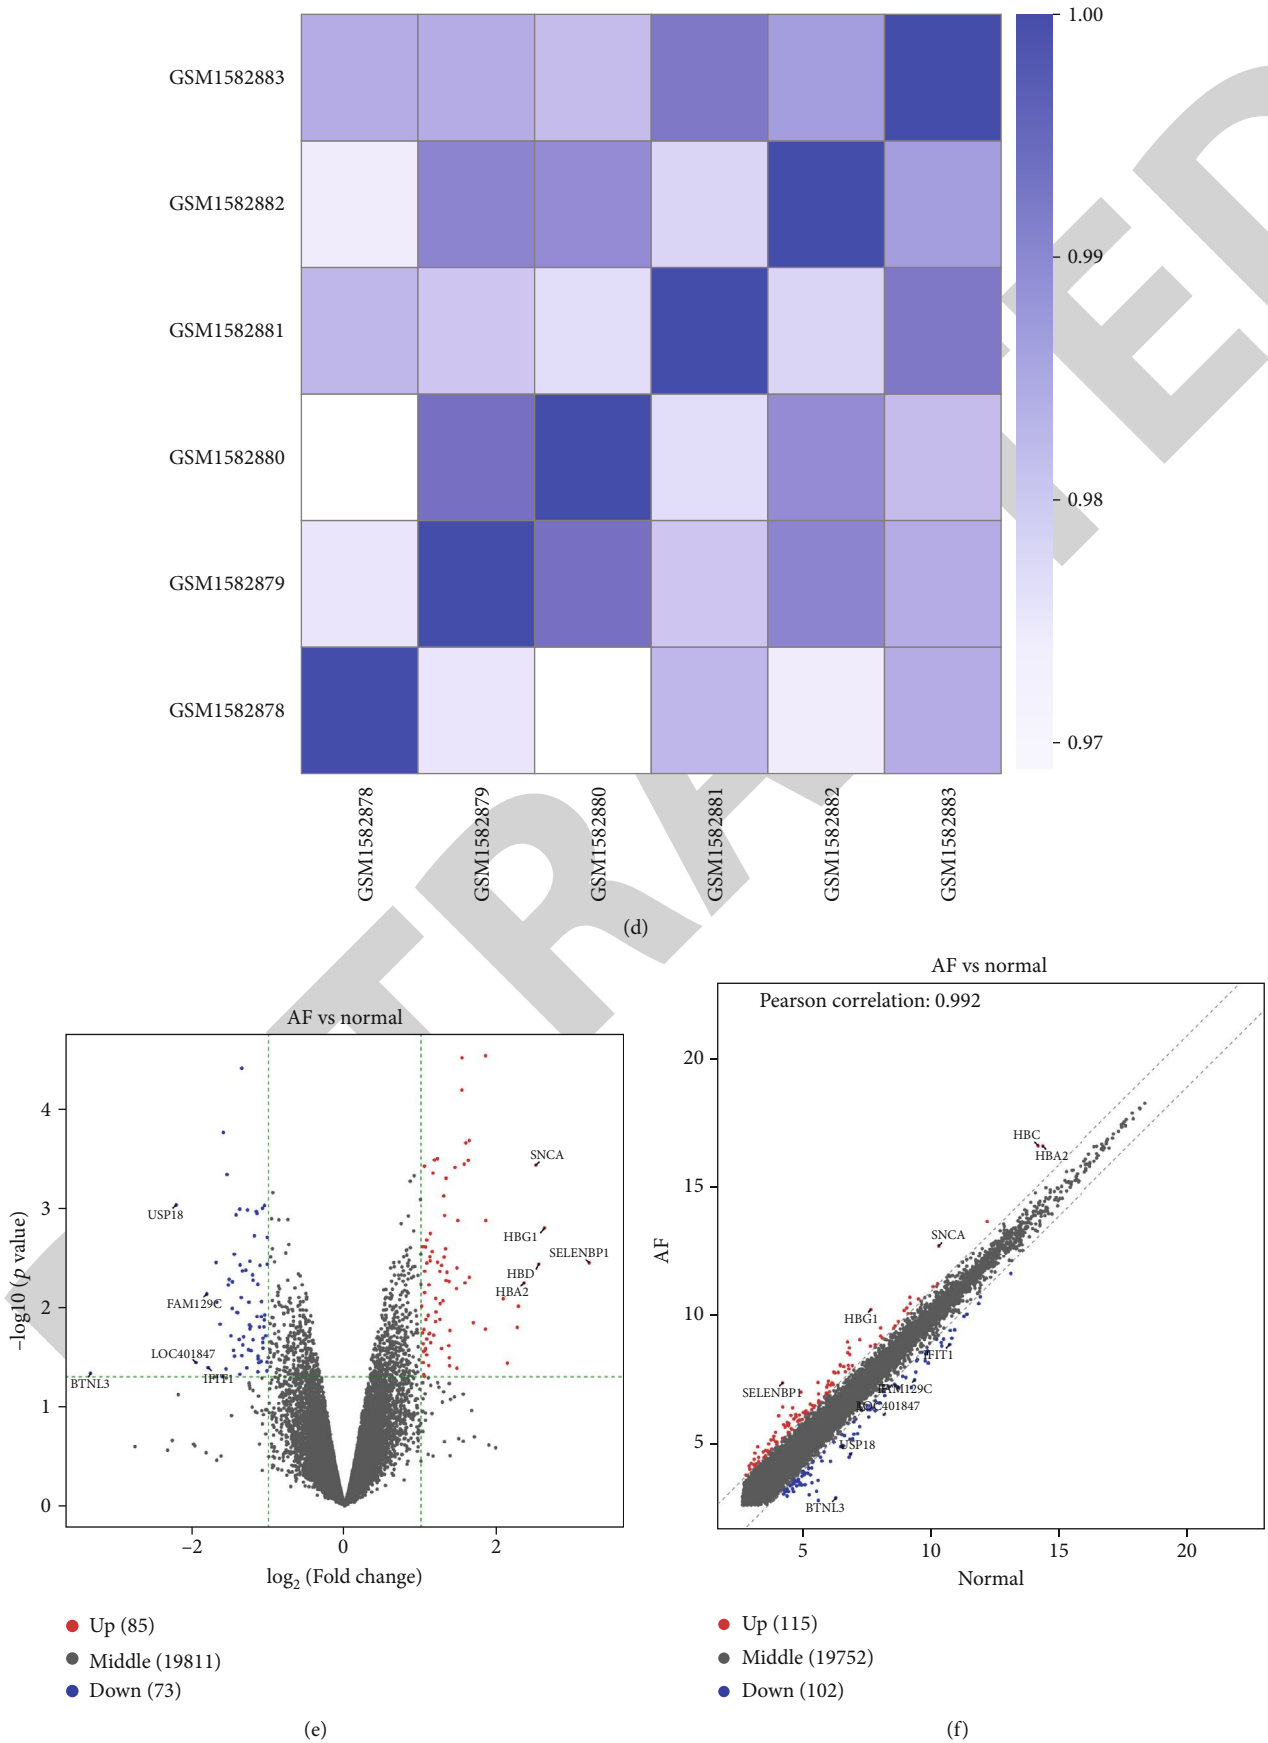 1.00
GSM1582883
GSM1582882
0.99
GSM1582881
GSM1582880
0.98
GSM1582879
GSM1582878
0.97
GSM1582878
GSM1582879
GSM1582880
GSM1582881
GSM1582882
GSM1582883
(d)
AF vs normal
4
3
2
1
0
–log10 (p value)
SNCA
USP18
HBG1
SELENBP1
HBD
HBA2
FAM129C
LOC401847
IFIT1
BTNL3
–2
0
2
log2 (Fold change)
Up (85)
Middle (19811)
Down (73)
(e)
AF vs normal
Pearson correlation: 0.992
20
15
10
5
AF
HBC
HBA2
SNCA
HBG1
IFIT1
SELENBP1
FAM129C
LOC401847
USP18
BTNL3
5
10
15
20
Normal
Up (115)
Middle (19752)
Down (102)
(f)